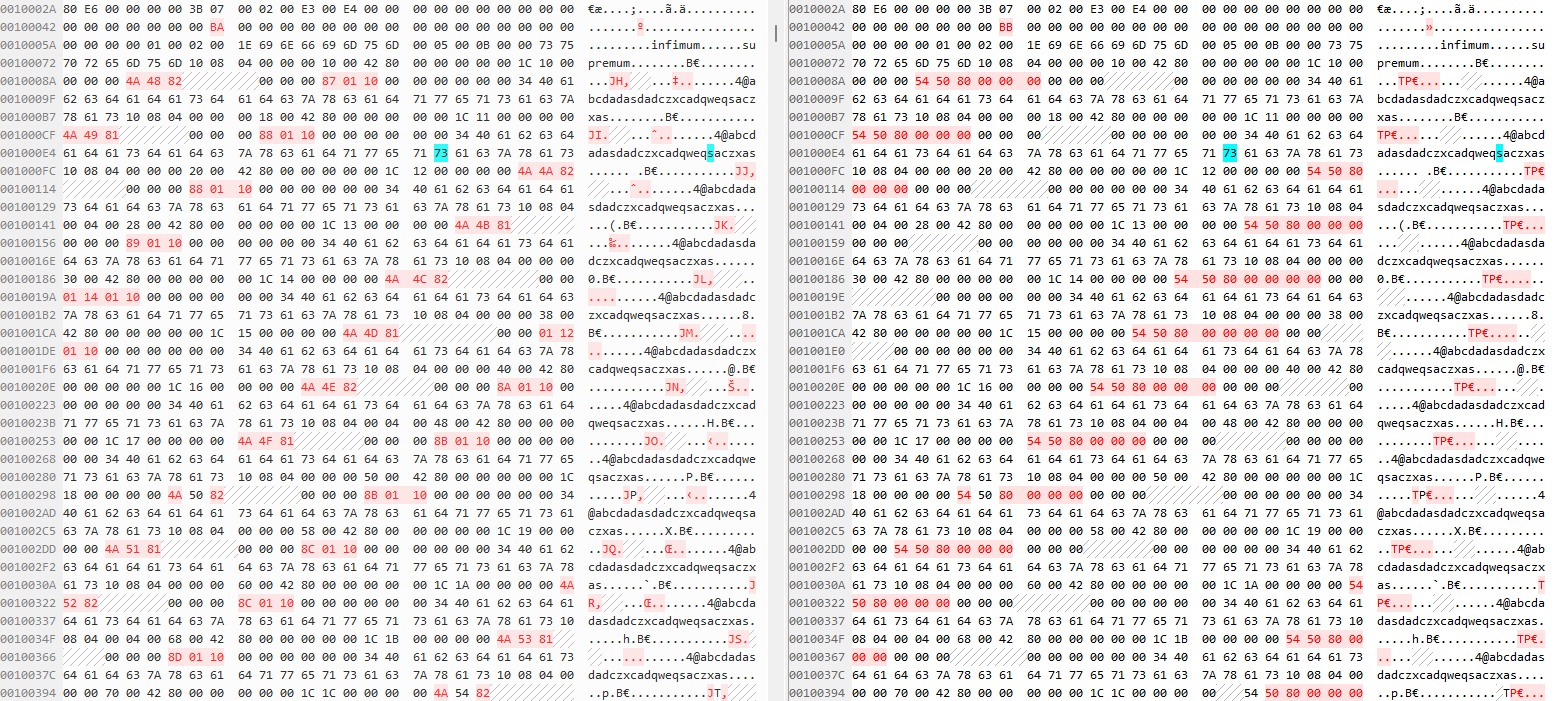 0010002A 80 E6 00 00 00 00 3B 07 00 02 00 E3 00 E4 00 00 00 00 00 00 00 00 00 00 €æ....;....ã.ä..........
00100042 00 00 00 00 00 00 00 BA 00 00 00 00 00 00 00 00 00 00 00 00 00 00 00 00 .......º................
0010005A 00 00 00 00 01 00 02 00 1E 69 6E 66 69 6D 75 6D 00 05 00 0B 00 00 73 75 .........infimum......su
00100072 70 72 65 6D 75 6D 10 08 04 00 00 00 10 00 42 80 00 00 00 00 00 1C 10 00 premum........B€........
0010008A 00 00 00 4A 48 82 00 00 00 87 01 10 00 00 00 00 00 00 34 40 61 ...JH‚...‡........4@a
0010009F 62 63 64 61 64 61 73 64 61 64 63 7A 78 63 61 64 71 77 65 71 73 61 63 7A bcdadasdadczxcadqweqsacz
001000B7 78 61 73 10 08 04 00 00 00 18 00 42 80 00 00 00 00 00 1C 11 00 00 00 00 xas........B€...........
001000CF 4A 49 81 00 00 00 88 01 10 00 00 00 00 00 00 34 40 61 62 63 64 JI....ˆ........4@abcd
001000E4 61 64 61 73 64 61 64 63 7A 78 63 61 64 71 77 65 71 73 61 63 7A 78 61 73 adasdadczxcadqweqsaczxas
001000FC 10 08 04 00 00 00 20 00 42 80 00 00 00 00 00 1C 12 00 00 00 00 4A 4A 82 ...... .B€...........JJ‚
00100114 00 00 00 88 01 10 00 00 00 00 00 00 34 40 61 62 63 64 61 64 61 ...ˆ........4@abcdada
00100129 73 64 61 64 63 7A 78 63 61 64 71 77 65 71 73 61 63 7A 78 61 73 10 08 04 sdadczxcadqweqsaczxas...
00100141 00 04 00 28 00 42 80 00 00 00 00 00 1C 13 00 00 00 00 4A 4B 81 ...(.B€...........JK.
00100156 00 00 00 89 01 10 00 00 00 00 00 00 34 40 61 62 63 64 61 64 61 73 64 61 ...‰........4@abcdadasda
0010016E 64 63 7A 78 63 61 64 71 77 65 71 73 61 63 7A 78 61 73 10 08 04 00 00 00 dczxcadqweqsaczxas......
00100186 30 00 42 80 00 00 00 00 00 1C 14 00 00 00 00 4A 4C 82 00 00 0.B€...........JL‚..
0010019A 01 14 01 10 00 00 00 00 00 00 34 40 61 62 63 64 61 64 61 73 64 61 64 63 ..........4@abcdadasdadc
001001B2 7A 78 63 61 64 71 77 65 71 73 61 63 7A 78 61 73 10 08 04 00 00 00 38 00 zxcadqweqsaczxas......8.
001001CA 42 80 00 00 00 00 00 1C 15 00 00 00 00 4A 4D 81 00 00 01 12 B€...........JM.....
001001DE 01 10 00 00 00 00 00 00 34 40 61 62 63 64 61 64 61 73 64 61 64 63 7A 78 ........4@abcdadasdadczx
001001F6 63 61 64 71 77 65 71 73 61 63 7A 78 61 73 10 08 04 00 00 00 40 00 42 80 cadqweqsaczxas......@.B€
0010020E 00 00 00 00 00 1C 16 00 00 00 00 4A 4E 82 00 00 00 8A 01 10 00 ...........JN‚...Š...
00100223 00 00 00 00 00 34 40 61 62 63 64 61 64 61 73 64 61 64 63 7A 78 63 61 64 .....4@abcdadasdadczxcad
0010023B 71 77 65 71 73 61 63 7A 78 61 73 10 08 04 00 04 00 48 00 42 80 00 00 00 qweqsaczxas......H.B€...
00100253 00 00 1C 17 00 00 00 00 4A 4F 81 00 00 00 8B 01 10 00 00 00 00 ........JO....‹......
00100268 00 00 34 40 61 62 63 64 61 64 61 73 64 61 64 63 7A 78 63 61 64 71 77 65 ..4@abcdadasdadczxcadqwe
00100280 71 73 61 63 7A 78 61 73 10 08 04 00 00 00 50 00 42 80 00 00 00 00 00 1C qsaczxas......P.B€......
00100298 18 00 00 00 00 4A 50 82 00 00 00 8B 01 10 00 00 00 00 00 00 34 .....JP‚...‹........4
001002AD 40 61 62 63 64 61 64 61 73 64 61 64 63 7A 78 63 61 64 71 77 65 71 73 61 @abcdadasdadczxcadqweqsa
001002C5 63 7A 78 61 73 10 08 04 00 00 00 58 00 42 80 00 00 00 00 00 1C 19 00 00 czxas......X.B€.........
001002DD 00 00 4A 51 81 00 00 00 8C 01 10 00 00 00 00 00 00 34 40 61 62 ..JQ....Œ........4@ab
001002F2 63 64 61 64 61 73 64 61 64 63 7A 78 63 61 64 71 77 65 71 73 61 63 7A 78 cdadasdadczxcadqweqsaczx
0010030A 61 73 10 08 04 00 00 00 60 00 42 80 00 00 00 00 00 1C 1A 00 00 00 00 4A as......`.B€...........J
00100322 52 82 00 00 00 8C 01 10 00 00 00 00 00 00 34 40 61 62 63 64 61 R‚...Œ........4@abcda
00100337 64 61 73 64 61 64 63 7A 78 63 61 64 71 77 65 71 73 61 63 7A 78 61 73 10 dasdadczxcadqweqsaczxas.
0010034F 08 04 00 04 00 68 00 42 80 00 00 00 00 00 1C 1B 00 00 00 00 4A 53 81 .....h.B€...........JS.
00100366 00 00 00 8D 01 10 00 00 00 00 00 00 34 40 61 62 63 64 61 64 61 73 ............4@abcdadas
0010037C 64 61 64 63 7A 78 63 61 64 71 77 65 71 73 61 63 7A 78 61 73 10 08 04 00 dadczxcadqweqsaczxas....
00100394 00 00 70 00 42 80 00 00 00 00 00 1C 1C 00 00 00 00 4A 54 82 ..p.B€...........JT‚
0010002A 80 E6 00 00 00 00 3B 07 00 02 00 E3 00 E4 00 00 00 00 00 00 00 00 00 00 €æ....;....ã.ä..........
00100042 00 00 00 00 00 00 00 BB 00 00 00 00 00 00 00 00 00 00 00 00 00 00 00 00 .......»................
0010005A 00 00 00 00 01 00 02 00 1E 69 6E 66 69 6D 75 6D 00 05 00 0B 00 00 73 75 .........infimum......su
00100072 70 72 65 6D 75 6D 10 08 04 00 00 00 10 00 42 80 00 00 00 00 00 1C 10 00 premum........B€........
0010008A 00 00 00 54 50 80 00 00 00 00 00 00 00 00 00 00 00 00 34 40 61 ...TP€............4@a
0010009F 62 63 64 61 64 61 73 64 61 64 63 7A 78 63 61 64 71 77 65 71 73 61 63 7A bcdadasdadczxcadqweqsacz
001000B7 78 61 73 10 08 04 00 00 00 18 00 42 80 00 00 00 00 00 1C 11 00 00 00 00 xas........B€...........
001000CF 54 50 80 00 00 00 00 00 00 00 00 00 00 00 00 34 40 61 62 63 64 TP€............4@abcd
001000E4 61 64 61 73 64 61 64 63 7A 78 63 61 64 71 77 65 71 73 61 63 7A 78 61 73 adasdadczxcadqweqsaczxas
001000FC 10 08 04 00 00 00 20 00 42 80 00 00 00 00 00 1C 12 00 00 00 00 54 50 80 ...... .B€...........TP€
00100114 00 00 00 00 00 00 00 00 00 00 00 00 34 40 61 62 63 64 61 64 61 ............4@abcdada
00100129 73 64 61 64 63 7A 78 63 61 64 71 77 65 71 73 61 63 7A 78 61 73 10 08 04 sdadczxcadqweqsaczxas...
00100141 00 04 00 28 00 42 80 00 00 00 00 00 1C 13 00 00 00 00 54 50 80 00 00 00 ...(.B€...........TP€...
00100159 00 00 00 00 00 00 00 00 00 34 40 61 62 63 64 61 64 61 73 64 61 .........4@abcdadasda
0010016E 64 63 7A 78 63 61 64 71 77 65 71 73 61 63 7A 78 61 73 10 08 04 00 00 00 dczxcadqweqsaczxas......
00100186 30 00 42 80 00 00 00 00 00 1C 14 00 00 00 00 54 50 80 00 00 00 00 00 00 0.B€...........TP€......
0010019E 00 00 00 00 00 00 34 40 61 62 63 64 61 64 61 73 64 61 64 63 ......4@abcdadasdadc
001001B2 7A 78 63 61 64 71 77 65 71 73 61 63 7A 78 61 73 10 08 04 00 00 00 38 00 zxcadqweqsaczxas......8.
001001CA 42 80 00 00 00 00 00 1C 15 00 00 00 00 54 50 80 00 00 00 00 00 00 B€...........TP€......
001001E0 00 00 00 00 00 00 34 40 61 62 63 64 61 64 61 73 64 61 64 63 7A 78 ......4@abcdadasdadczx
001001F6 63 61 64 71 77 65 71 73 61 63 7A 78 61 73 10 08 04 00 00 00 40 00 42 80 cadqweqsaczxas......@.B€
0010020E 00 00 00 00 00 1C 16 00 00 00 00 54 50 80 00 00 00 00 00 00 00 ...........TP€.......
00100223 00 00 00 00 00 34 40 61 62 63 64 61 64 61 73 64 61 64 63 7A 78 63 61 64 .....4@abcdadasdadczxcad
0010023B 71 77 65 71 73 61 63 7A 78 61 73 10 08 04 00 04 00 48 00 42 80 00 00 00 qweqsaczxas......H.B€...
00100253 00 00 1C 17 00 00 00 00 54 50 80 00 00 00 00 00 00 00 00 00 00 ........TP€..........
00100268 00 00 34 40 61 62 63 64 61 64 61 73 64 61 64 63 7A 78 63 61 64 71 77 65 ..4@abcdadasdadczxcadqwe
00100280 71 73 61 63 7A 78 61 73 10 08 04 00 00 00 50 00 42 80 00 00 00 00 00 1C qsaczxas......P.B€......
00100298 18 00 00 00 00 54 50 80 00 00 00 00 00 00 00 00 00 00 00 00 34 .....TP€............4
001002AD 40 61 62 63 64 61 64 61 73 64 61 64 63 7A 78 63 61 64 71 77 65 71 73 61 @abcdadasdadczxcadqweqsa
001002C5 63 7A 78 61 73 10 08 04 00 00 00 58 00 42 80 00 00 00 00 00 1C 19 00 00 czxas......X.B€.........
001002DD 00 00 54 50 80 00 00 00 00 00 00 00 00 00 00 00 00 34 40 61 62 ..TP€............4@ab
001002F2 63 64 61 64 61 73 64 61 64 63 7A 78 63 61 64 71 77 65 71 73 61 63 7A 78 cdadasdadczxcadqweqsaczx
0010030A 61 73 10 08 04 00 00 00 60 00 42 80 00 00 00 00 00 1C 1A 00 00 00 00 54 as......`.B€...........T
00100322 50 80 00 00 00 00 00 00 00 00 00 00 00 00 34 40 61 62 63 64 61 P€............4@abcda
00100337 64 61 73 64 61 64 63 7A 78 63 61 64 71 77 65 71 73 61 63 7A 78 61 73 10 dasdadczxcadqweqsaczxas.
0010034F 08 04 00 04 00 68 00 42 80 00 00 00 00 00 1C 1B 00 00 00 00 54 50 80 00 .....h.B€...........TP€.
00100367 00 00 00 00 00 00 00 00 00 00 00 34 40 61 62 63 64 61 64 61 73 ...........4@abcdadas
0010037C 64 61 64 63 7A 78 63 61 64 71 77 65 71 73 61 63 7A 78 61 73 10 08 04 00 dadczxcadqweqsaczxas....
00100394 00 00 70 00 42 80 00 00 00 00 00 1C 1C 00 00 00 00 54 50 80 00 00 00 ..p.B€...........TP€...